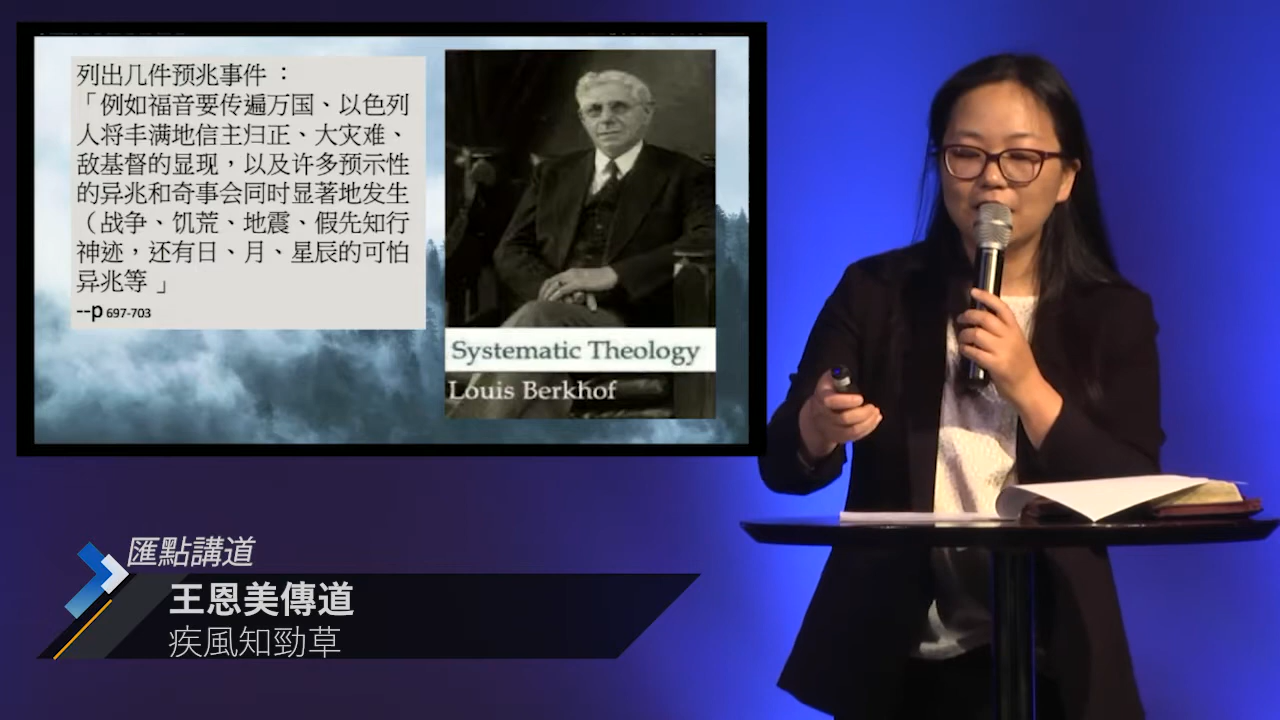 列出几件预兆事件：
「例如福音要传遍万国、以色列
人将丰满地信主归正、大灾难、
敌基督的显现，以及许多预示性
的异兆和奇事会同时显著地发生
（战争、饥荒、地震、假先知行
神迹，还有日、月、星辰的可怕
异兆等 」
--p 697-703
Systematic Theology
Louis Berkhof
匯點講道
王恩美傳道
疾風知勁草